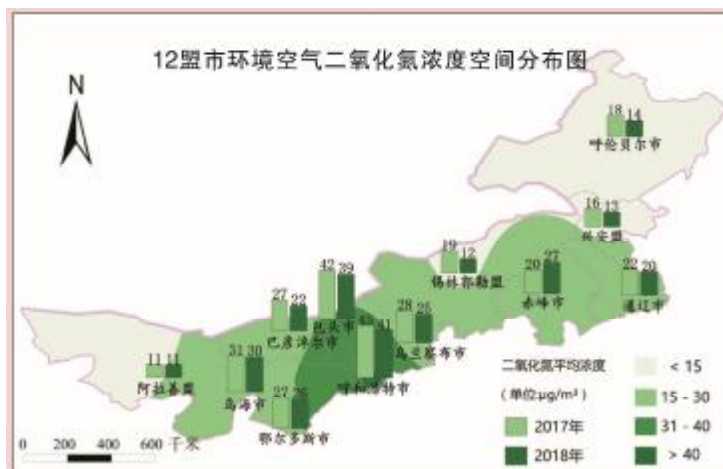 12盟市环境空气二氧化氮浓度空间分布图
N
18 14
呼伦贝尔市
16 13
兴安盟
19 12
锡林郭勒盟
20 27
赤峰市
22 20
通辽市
42 39
包头市
27 22
巴彦淖尔市
28 25
乌兰察布市
41
呼和浩特市
31 30
乌海市
11 11
阿拉善盟
27 26
鄂尔多斯市
二氧化氮平均浓度
(单位:μg/m³)
2017年
2018年
< 15
15 - 30
31 - 40
> 40
0 200 400 600 千米